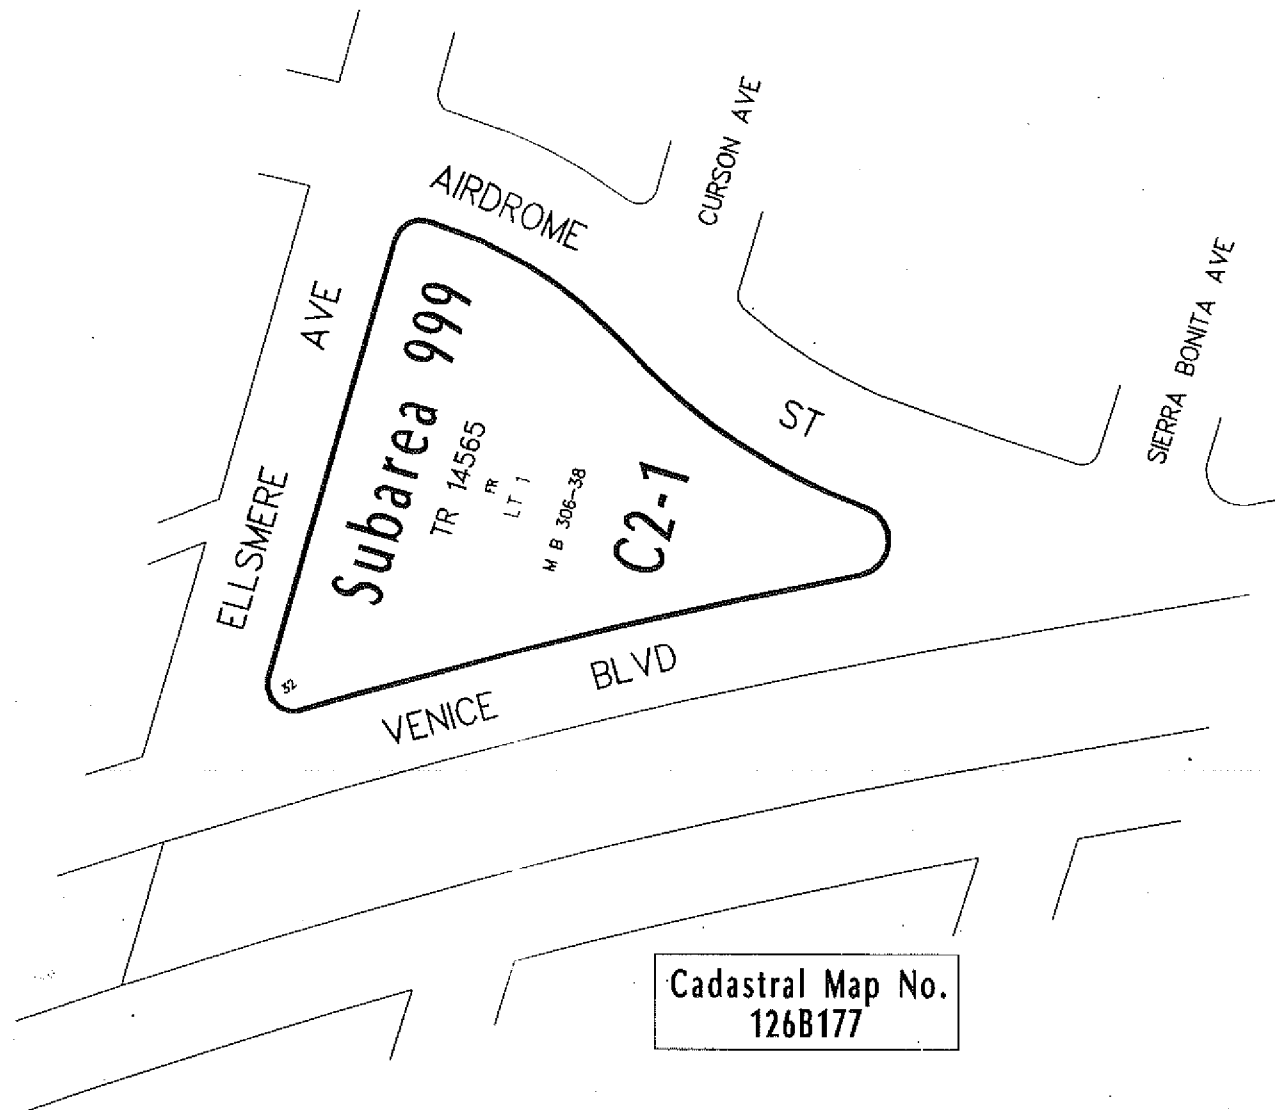 AIRDROME ST
CURSON AVE
SIERRA BONITA AVE
ELLSMERE AVE
Subarea 999
TR 14565
FR
LT 1
M B 306-38
C2-1
32
VENICE BLVD
Cadastral Map No.
126B177